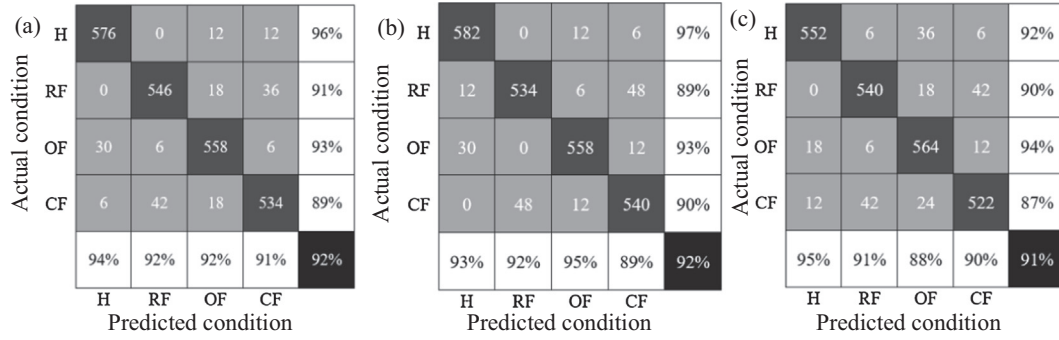 (a)
Actual condition
H 576 0 12 12 96%
RF 0 546 18 36 91%
OF 30 6 558 6 93%
CF 6 42 18 534 89%
94% 92% 92% 91% 92%
H RF OF CF
Predicted condition
(b)
Actual condition
H 582 0 12 6 97%
RF 12 534 6 48 89%
OF 30 0 558 12 93%
CF 0 48 12 540 90%
93% 92% 95% 89% 92%
H RF OF CF
Predicted condition
(c)
Actual condition
H 552 6 36 6 92%
RF 0 540 18 42 90%
OF 18 6 564 12 94%
CF 12 42 24 522 87%
95% 91% 88% 90% 91%
H RF OF CF
Predicted condition